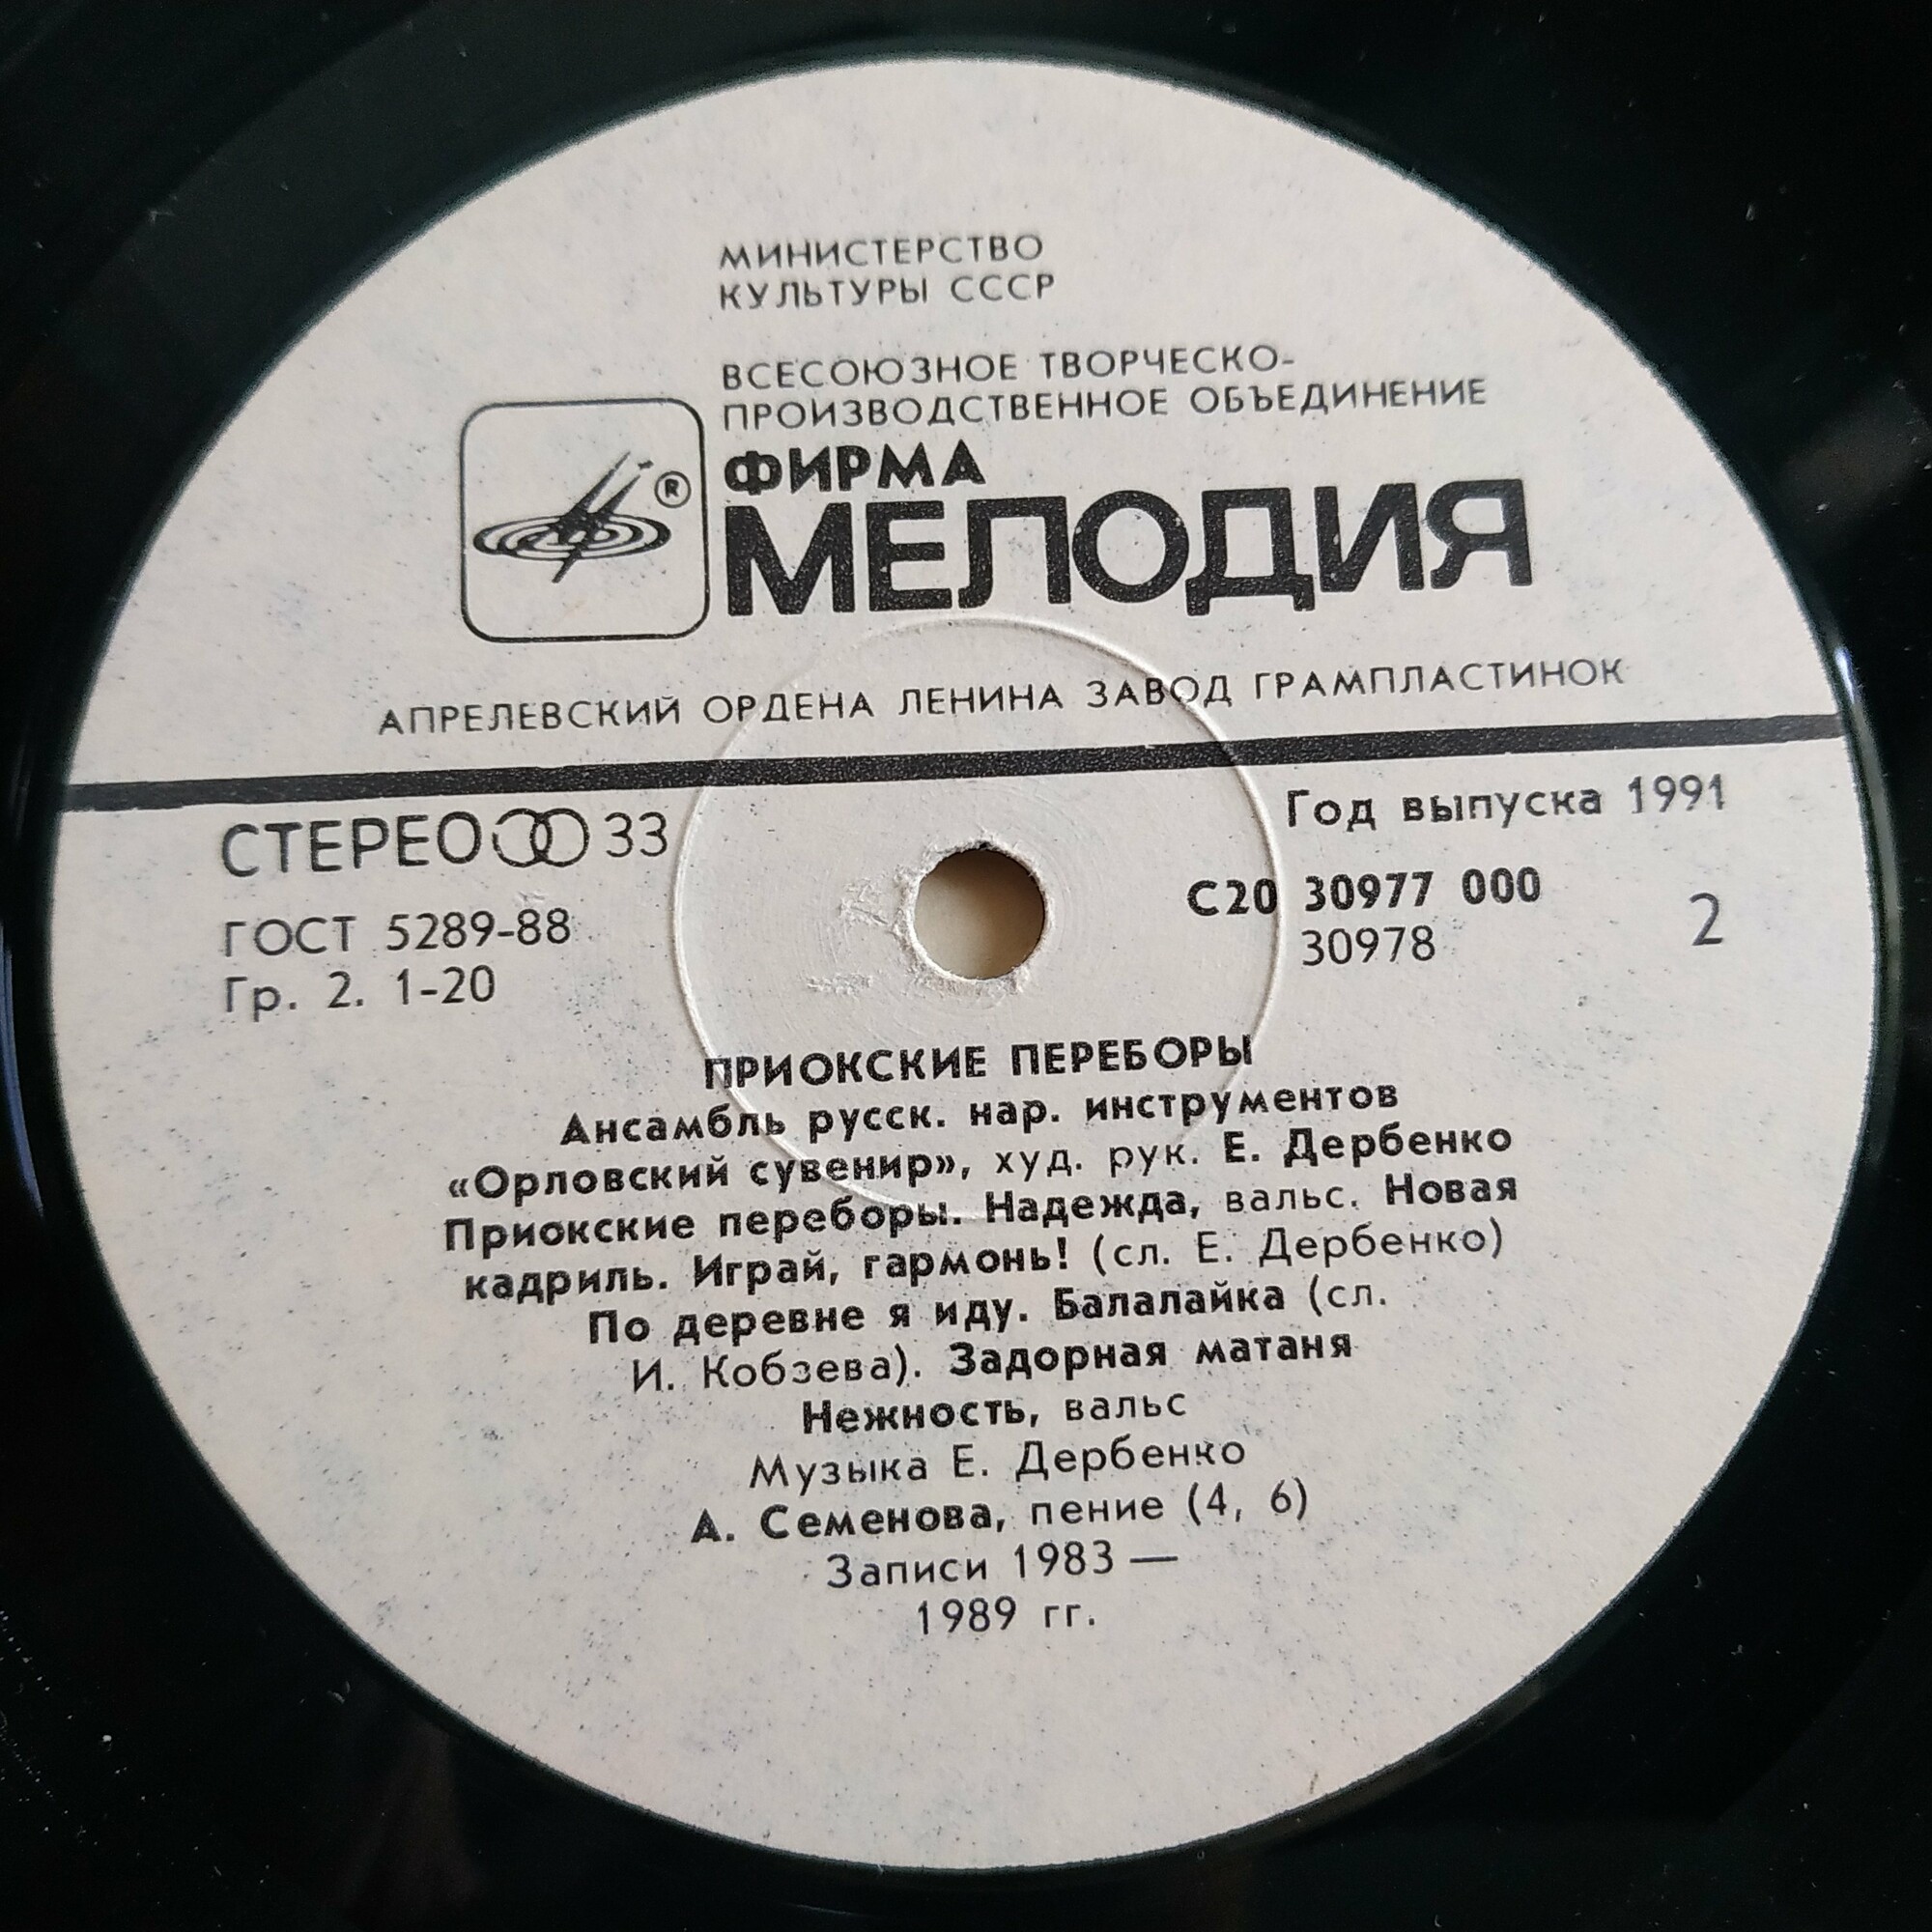 МИНИСТЕРСТВО
КУЛЬТУРЫ СССР
ВСЕСОЮЗНОЕ ТВОРЧЕСКО-
ПРОИЗВОДСТВЕННОЕ ОБЪЕДИНЕНИЕ
ФИРМА
МЕЛОДИЯ
®
АПРЕЛЕВСКИЙ ОРДЕНА ЛЕНИНА ЗАВОД ГРАМПЛАСТИНОК
СТЕРЕО 33
Год выпуска 1991
ГОСТ 5289-88
Гр. 2. 1-20
С20 30977 000
30978
2
ПРИОКСКИЕ ПЕРЕБОРЫ
Ансамбль русск. нар. инструментов
«Орловский сувенир», худ. рук. Е. Дербенко
Приокские переборы. Надежда, вальс. Новая
кадриль. Играй, гармонь! (сл. Е. Дербенко)
По деревне я иду. Балалайка (сл.
И. Кобзева). Задорная матаня
Нежность, вальс
Музыка Е. Дербенко
А. Семенова, пение (4, 6)
Записи 1983 —
1989 гг.